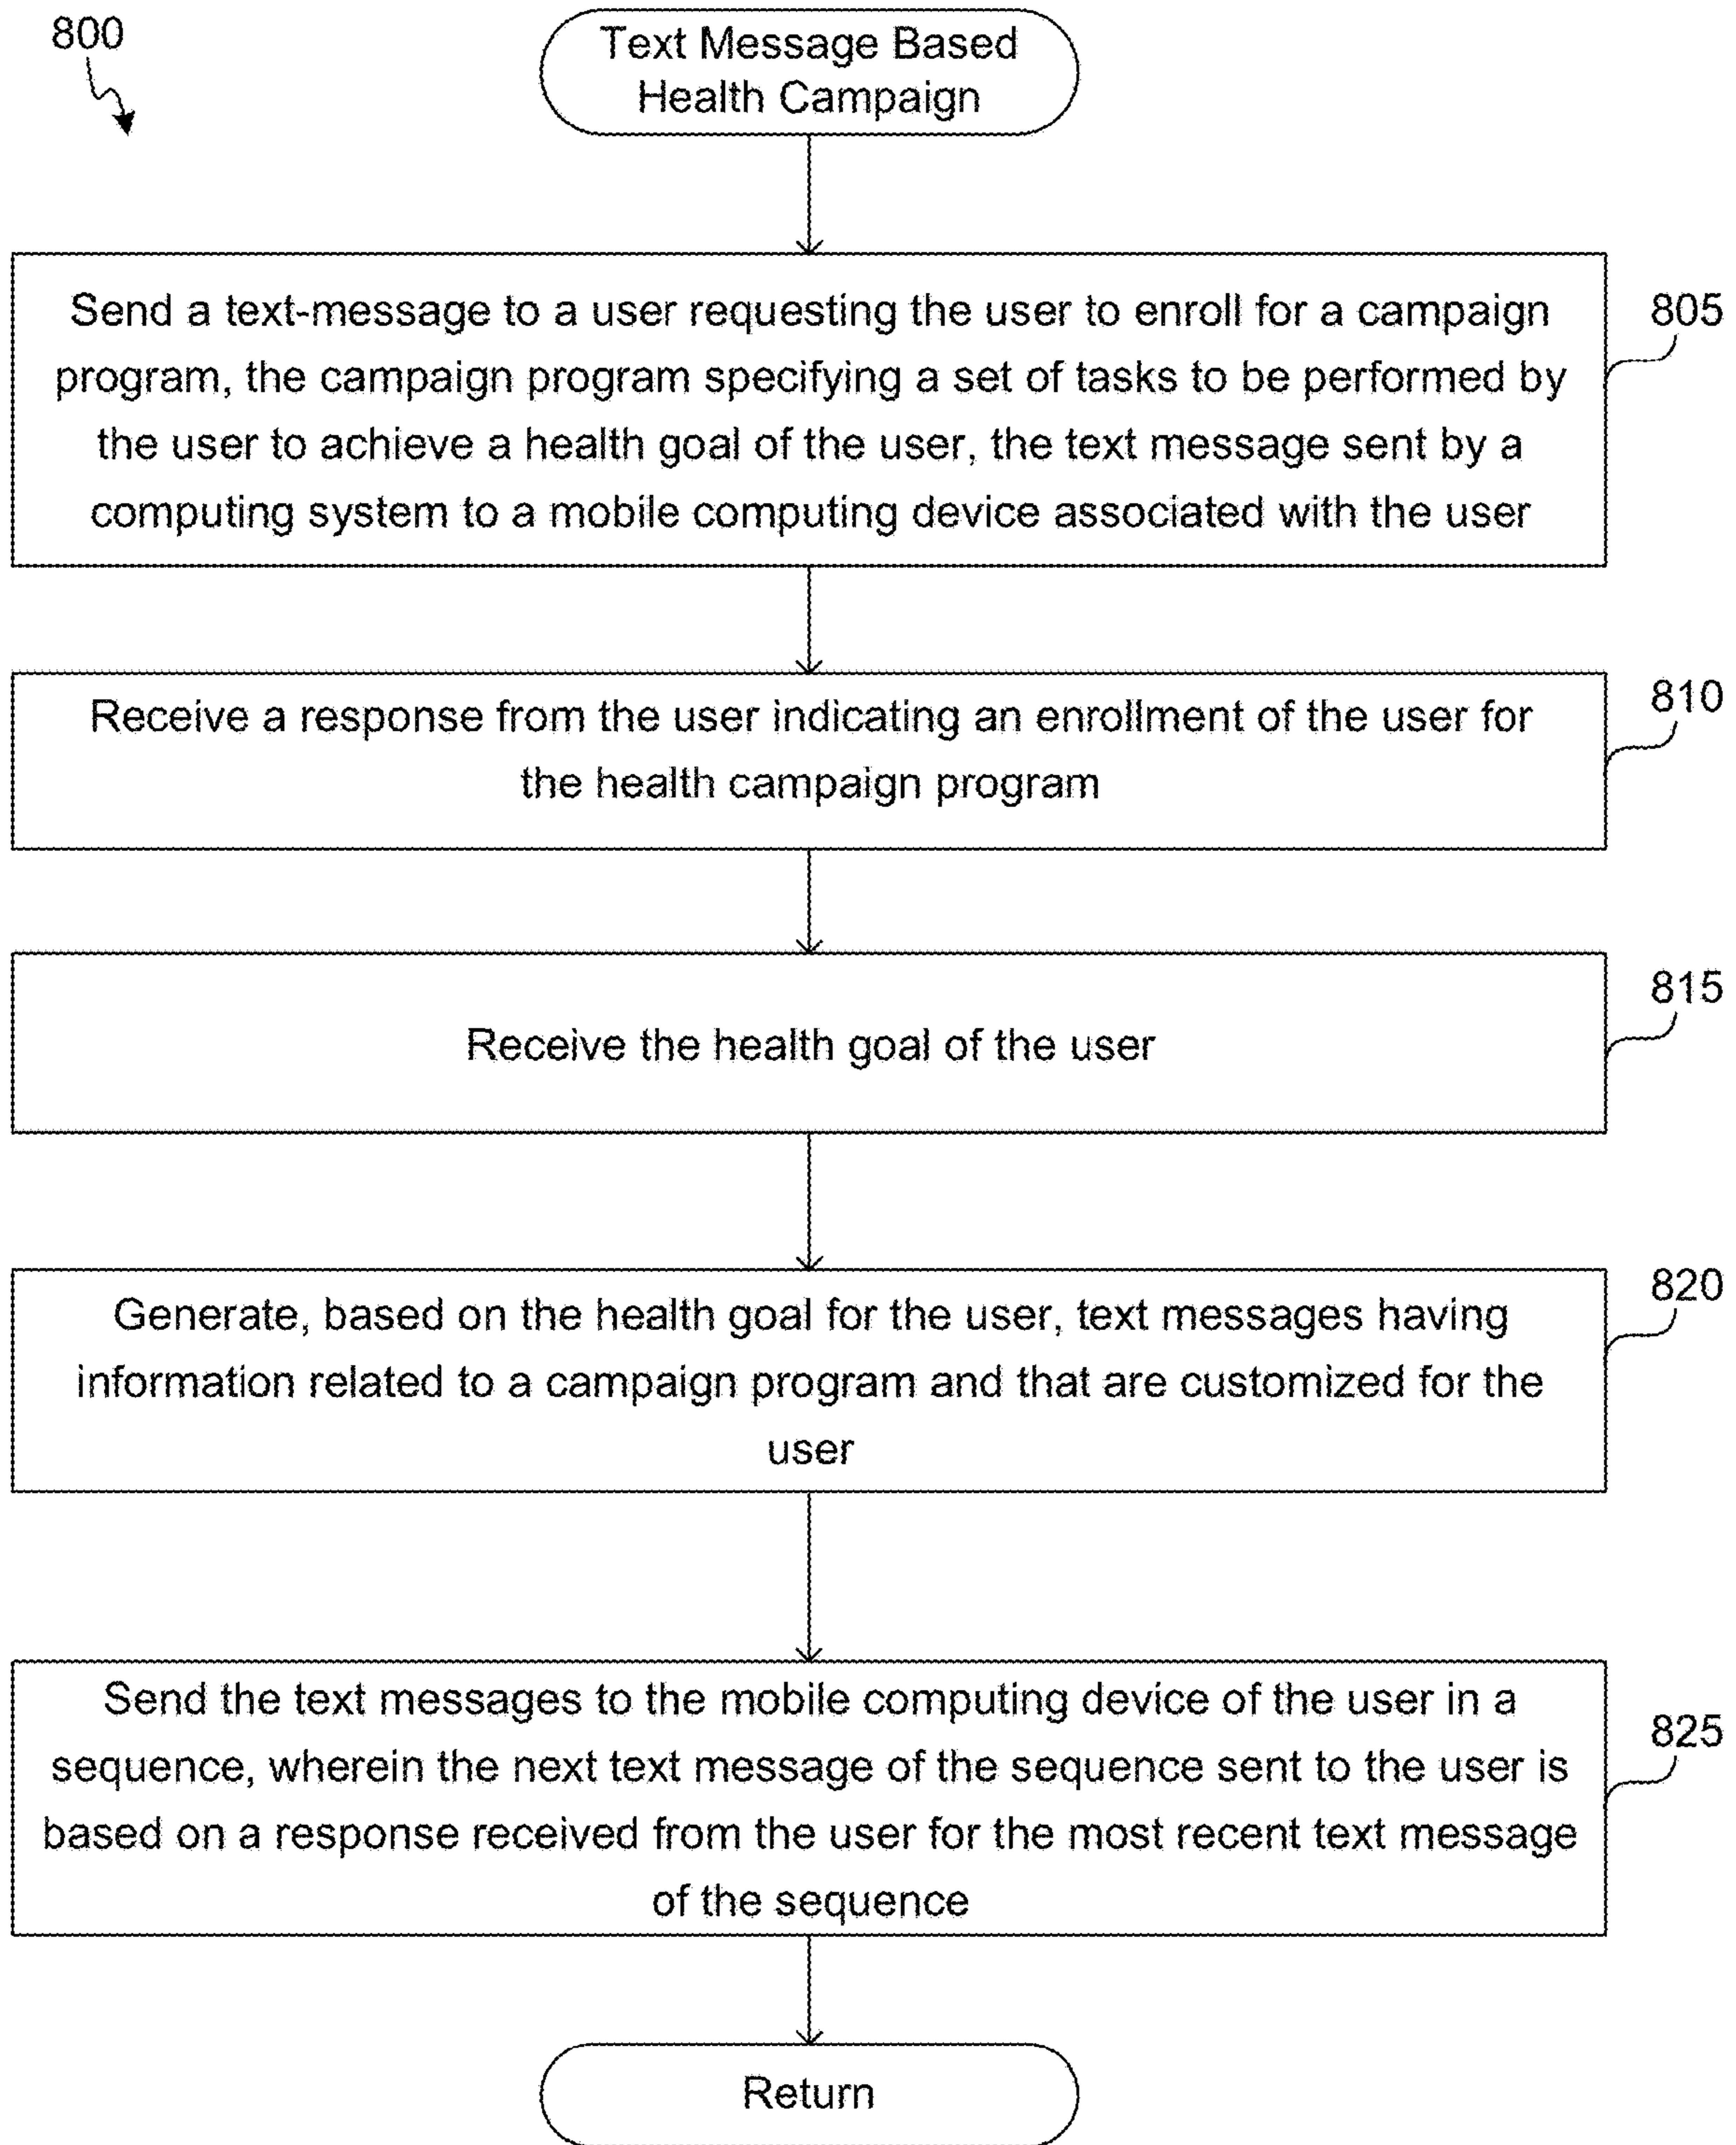 800
Text Message Based
Health Campaign
Send a text-message to a user requesting the user to enroll for a campaign
program, the campaign program specifying a set of tasks to be performed by
the user to achieve a health goal of the user, the text message sent by a
computing system to a mobile computing device associated with the user
805
Receive a response from the user indicating an enrollment of the user for
the health campaign program
810
Receive the health goal of the user
815
Generate, based on the health goal for the user, text messages having
information related to a campaign program and that are customized for the
user
820
Send the text messages to the mobile computing device of the user in a
sequence, wherein the next text message of the sequence sent to the user is
based on a response received from the user for the most recent text message
of the sequence
825
Return